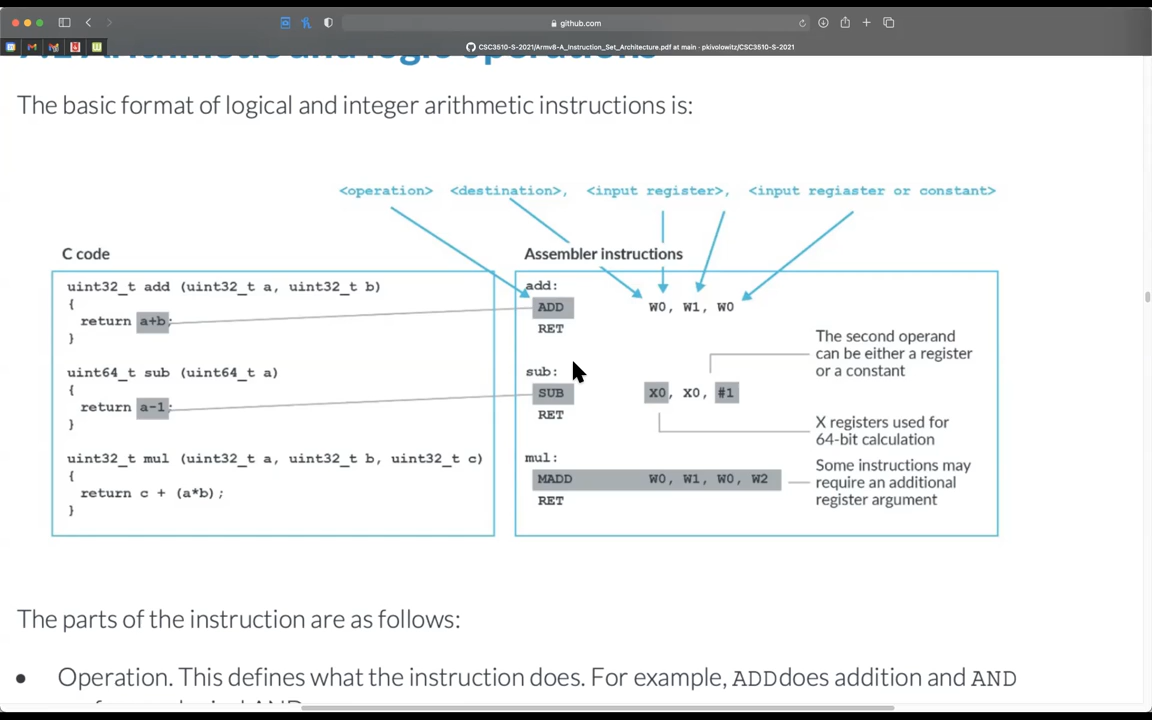 github.com
CSC3510-S-2021/Armv8-A_Instruction_Set_Architecture.pdf at main · pkivolowitz/CSC3510-S-2021
The basic format of logical and integer arithmetic instructions is:
<operation> <destination>, <input register>, <input regiaster or constant>
C code
uint32_t add (uint32_t a, uint32_t b)
{
return a+b;
}
uint64_t sub (uint64_t a)
{
return a-1;
}
uint32_t mul (uint32_t a, uint32_t b, uint32_t c)
{
return c + (a*b);
}
Assembler instructions
add:
ADD W0, W1, W0
RET
sub:
SUB X0, X0, #1
RET
mul:
MADD W0, W1, W0, W2
RET
The second operand
can be either a register
or a constant
X registers used for
64-bit calculation
Some instructions may
require an additional
register argument
The parts of the instruction are as follows:
• Operation. This defines what the instruction does. For example, ADDdoes addition and AND